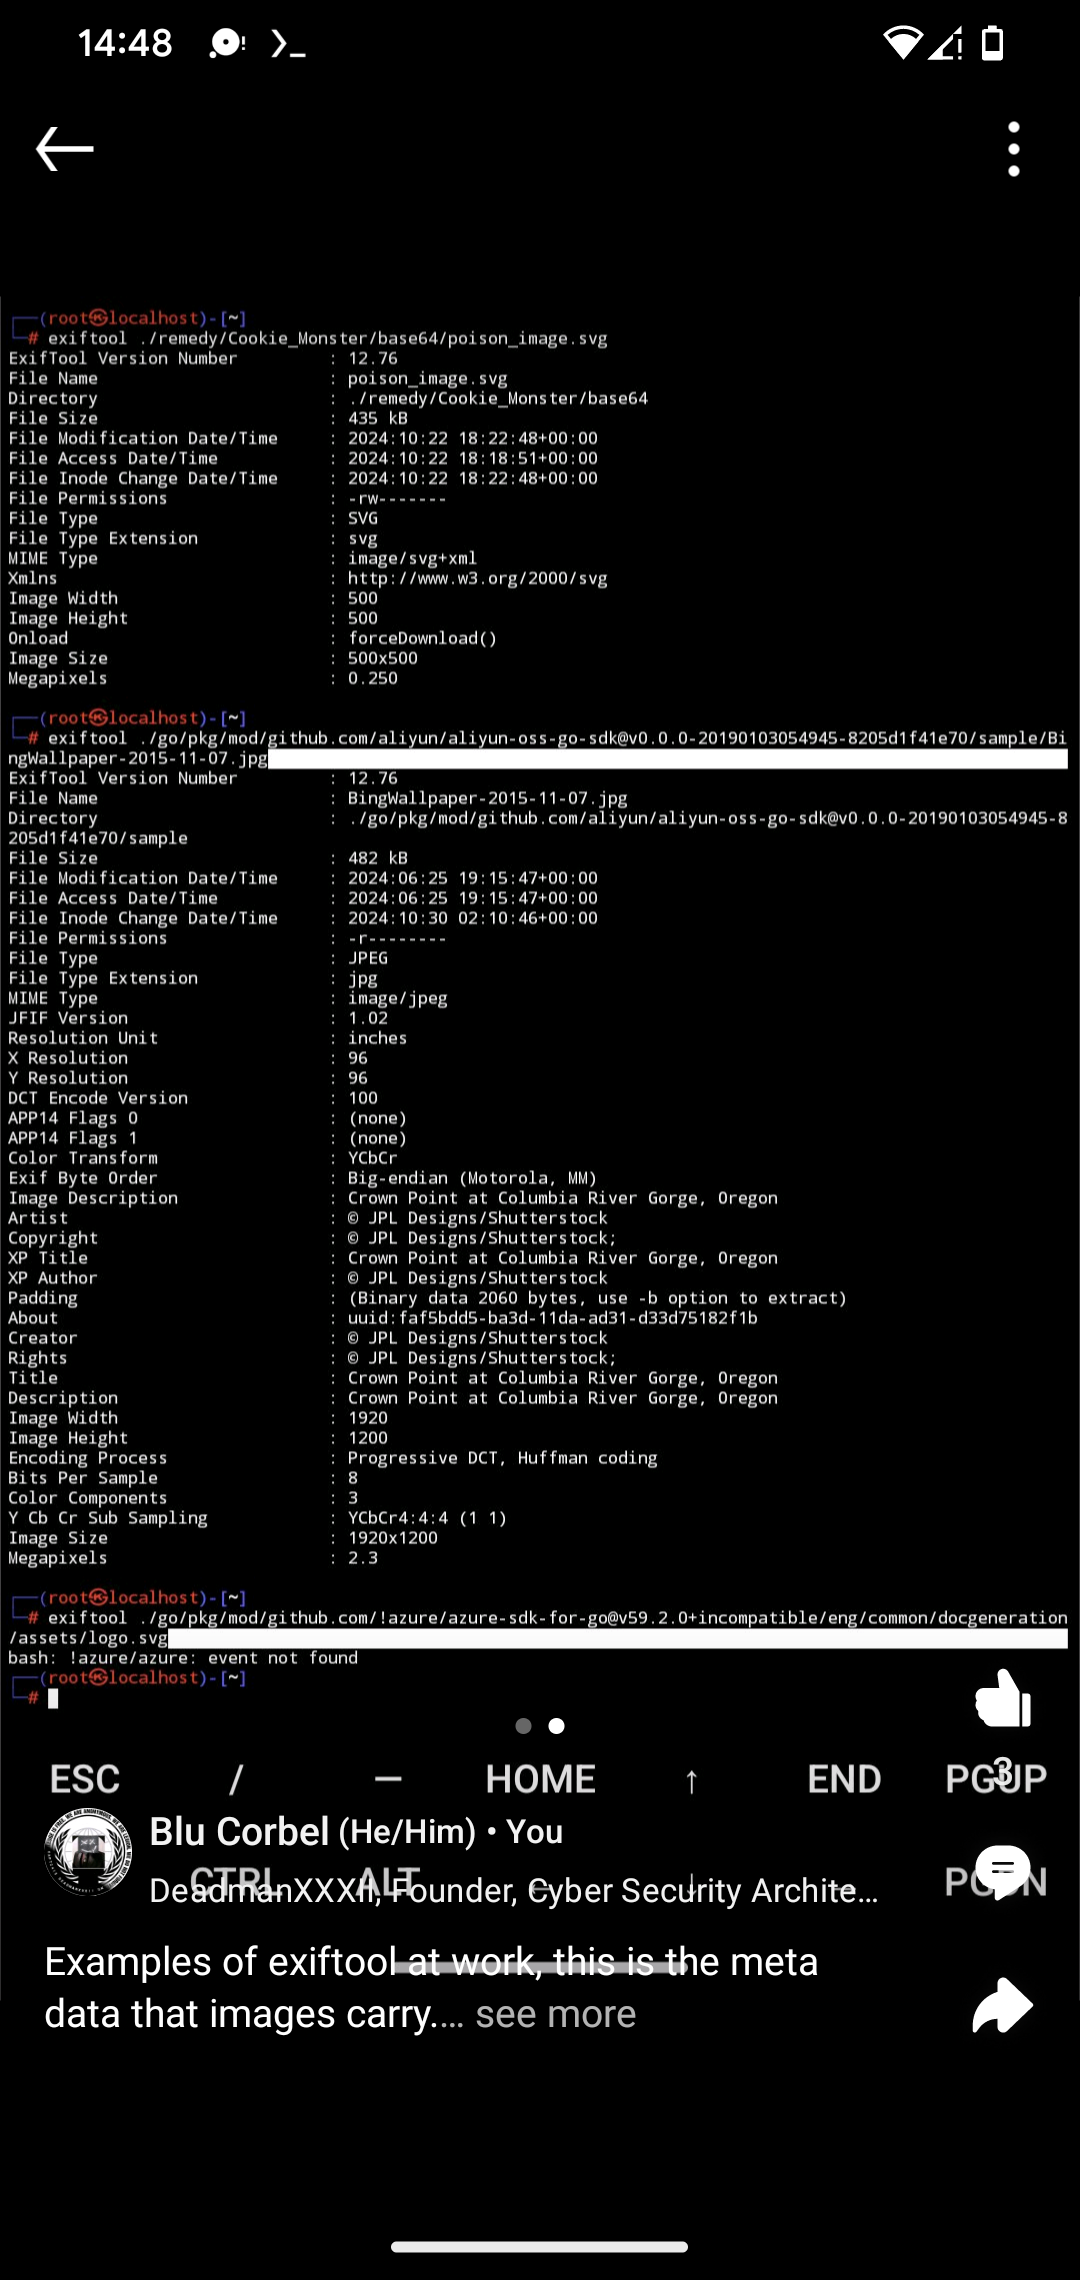 14:48
(root㉿localhost)-[~]
# exiftool ./remedy/Cookie_Monster/base64/poison_image.svg
ExifTool Version Number : 12.76
File Name : poison_image.svg
Directory : ./remedy/Cookie_Monster/base64
File Size : 435 kB
File Modification Date/Time : 2024:10:22 18:22:48+00:00
File Access Date/Time : 2024:10:22 18:18:51+00:00
File Inode Change Date/Time : 2024:10:22 18:22:48+00:00
File Permissions : -rw-------
File Type : SVG
File Type Extension : svg
MIME Type : image/svg+xml
Xmlns : http://www.w3.org/2000/svg
Image Width : 500
Image Height : 500
Onload : forceDownload()
Image Size : 500x500
Megapixels : 0.250
(root㉿localhost)-[~]
# exiftool ./go/pkg/mod/github.com/aliyun/aliyun-oss-go-sdk@v0.0.0-20190103054945-8205d1f41e70/sample/Bi
ngWallpaper-2015-11-07.jpg
ExifTool Version Number : 12.76
File Name : BingWallpaper-2015-11-07.jpg
Directory : ./go/pkg/mod/github.com/aliyun/aliyun-oss-go-sdk@v0.0.0-20190103054945-8
205d1f41e70/sample
File Size : 482 kB
File Modification Date/Time : 2024:06:25 19:15:47+00:00
File Access Date/Time : 2024:06:25 19:15:47+00:00
File Inode Change Date/Time : 2024:10:30 02:10:46+00:00
File Permissions : -r--------
File Type : JPEG
File Type Extension : jpg
MIME Type : image/jpeg
JFIF Version : 1.02
Resolution Unit : inches
X Resolution : 96
Y Resolution : 96
DCT Encode Version : 100
APP14 Flags 0 : (none)
APP14 Flags 1 : (none)
Color Transform : YCbCr
Exif Byte Order : Big-endian (Motorola, MM)
Image Description : Crown Point at Columbia River Gorge, Oregon
Artist : © JPL Designs/Shutterstock
Copyright : © JPL Designs/Shutterstock;
XP Title : Crown Point at Columbia River Gorge, Oregon
XP Author : © JPL Designs/Shutterstock
Padding : (Binary data 2060 bytes, use -b option to extract)
About : uuid:faf5bdd5-ba3d-11da-ad31-d33d75182f1b
Creator : © JPL Designs/Shutterstock
Rights : © JPL Designs/Shutterstock;
Title : Crown Point at Columbia River Gorge, Oregon
Description : Crown Point at Columbia River Gorge, Oregon
Image Width : 1920
Image Height : 1200
Encoding Process : Progressive DCT, Huffman coding
Bits Per Sample : 8
Color Components : 3
Y Cb Cr Sub Sampling : YCbCr4:4:4 (1 1)
Image Size : 1920x1200
Megapixels : 2.3
(root㉿localhost)-[~]
# exiftool ./go/pkg/mod/github.com/!azure/azure-sdk-for-go@v59.2.0+incompatible/eng/common/docgeneration
/assets/logo.svg
bash: !azure/azure: event not found
(root㉿localhost)-[~]
#
ESC / — HOME ↑ END PGUP
3
Blu Corbel (He/Him) • You
CTRL ALT ← ↓ → PGDN
DeadmanXXXII, Founder, Cyber Security Archite...
Examples of exiftool at work, this is the meta
data that images carry.... see more